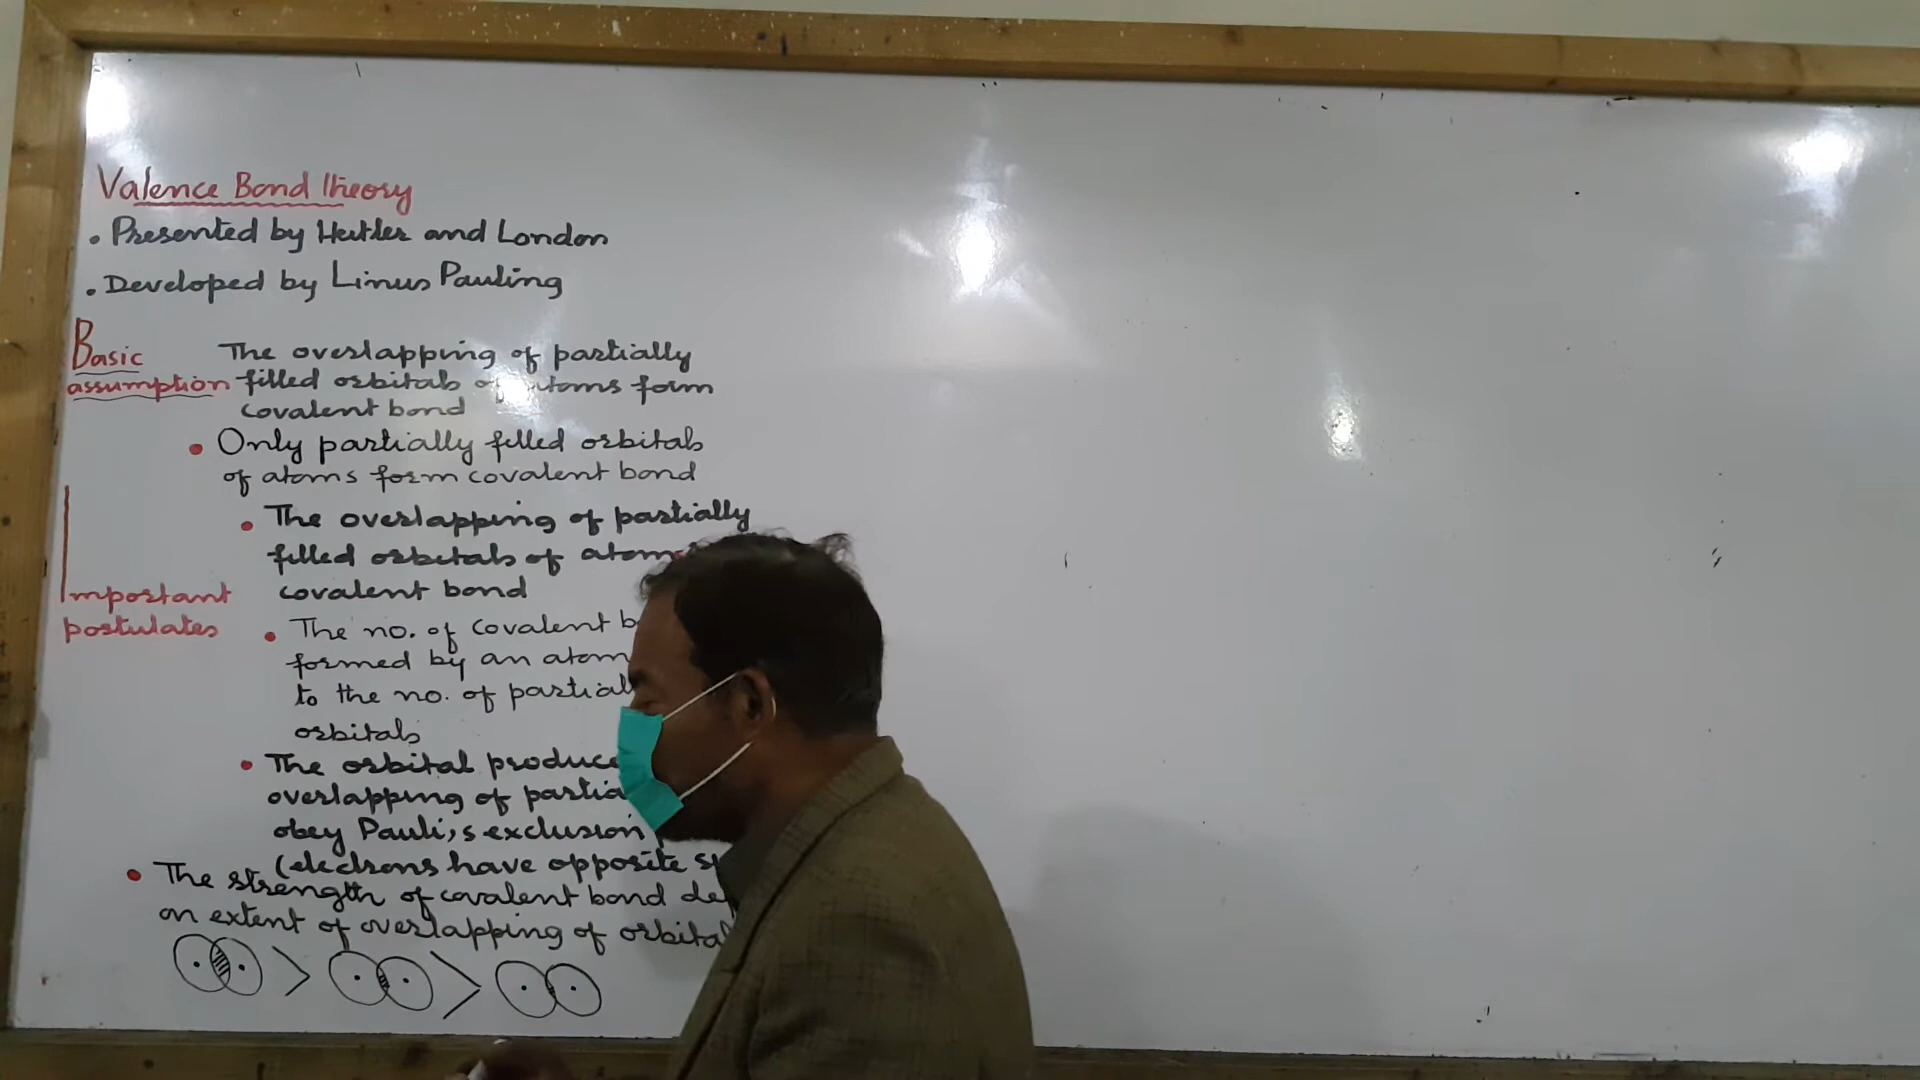 Valence Bond Theory
• Presented by Heitler and London
• Developed by Linus Pauling
Basic The overlapping of partially
assumption filled orbitals of atoms form
covalent bond
• Only partially filled orbitals
of atoms form covalent bond
• The overlapping of partially
filled orbitals of atom
covalent bond
Important
postulates
• The no. of covalent
formed by an atom
to the no. of partial
orbitals
• The orbital produce
overlapping of partia
obey Pauli,s exclusion
(electrons have opposite
• The strength of covalent bond de
on extent of overlapping of orbital
> >